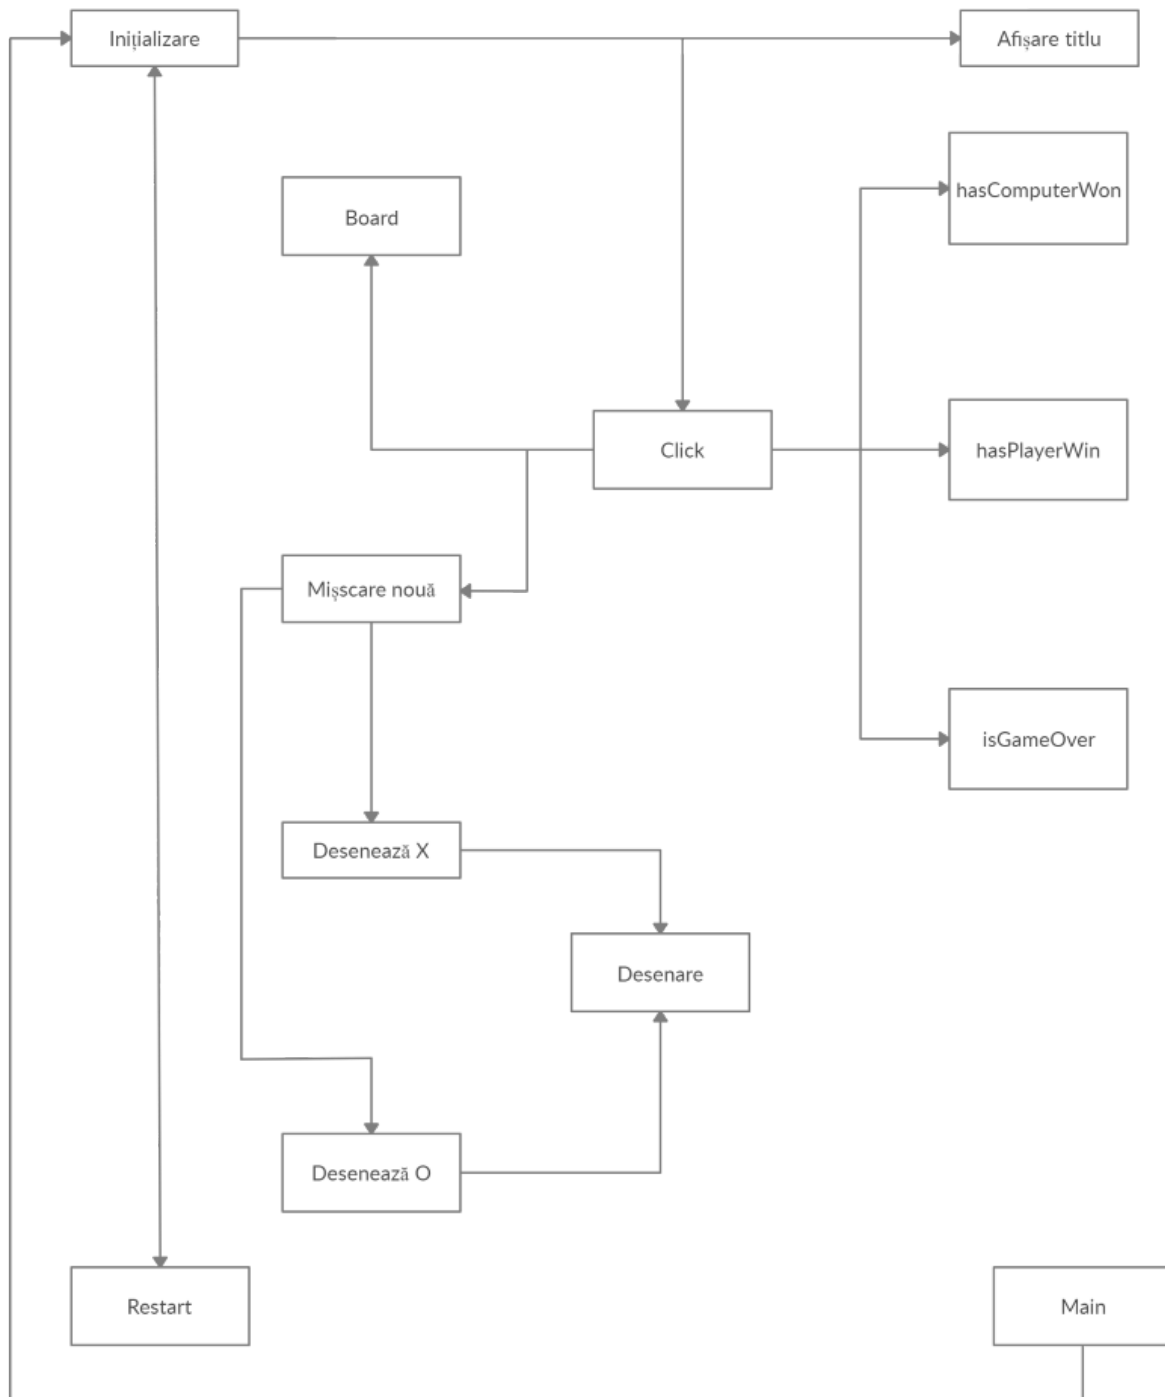 Inițializare
Afișare titlu
hasComputerWon
Board
Click
hasPlayerWin
Mișscare nouă
isGameOver
Desenează X
Desenare
Desenează O
Restart
Main